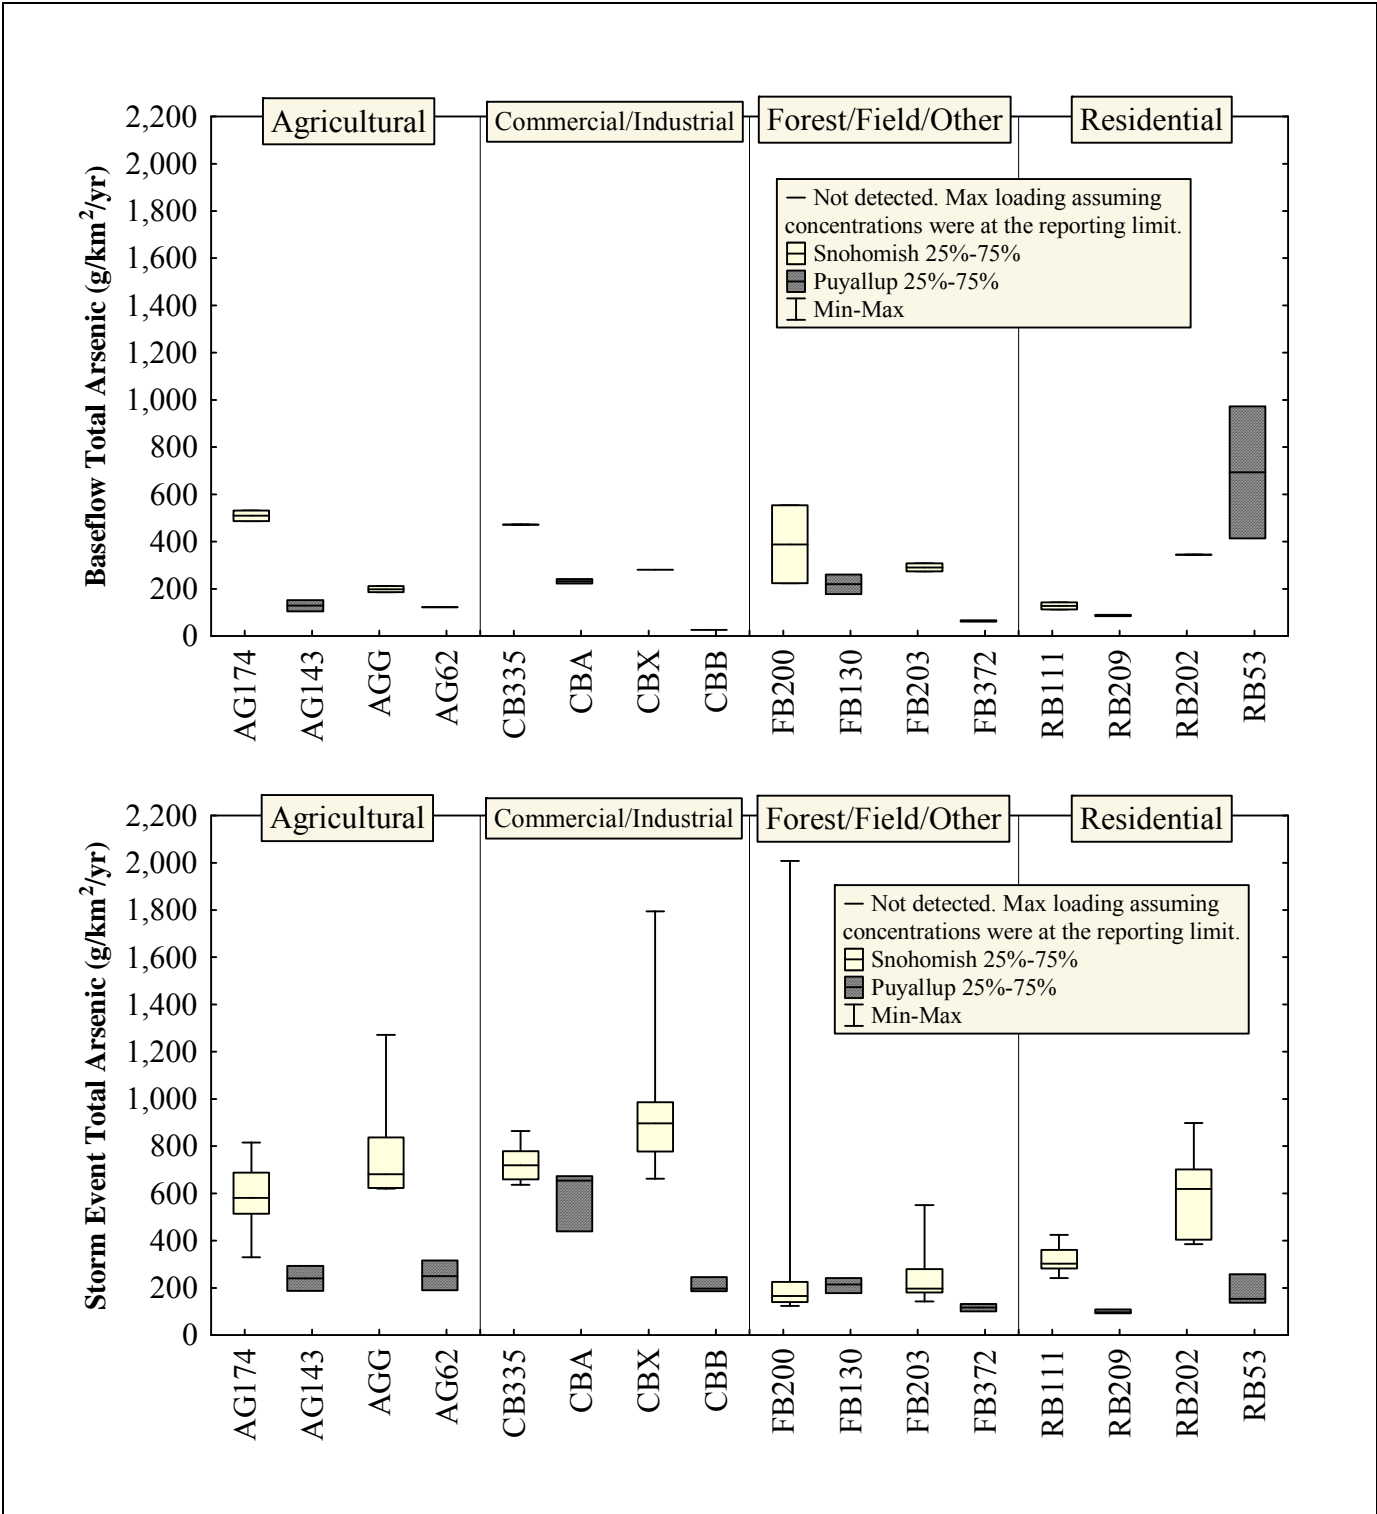 Agricultural
Commercial/Industrial
Forest/Field/Other
Residential
2,200
2,000
1,800
1,600
1,400
1,200
1,000
800
600
400
200
0
Baseflow Total Arsenic (g/km²/yr)
— Not detected. Max loading assuming
concentrations were at the reporting limit.
Snohomish 25%-75%
Puyallup 25%-75%
Min-Max
AG174
AG143
AGG
AG62
CB335
CBA
CBX
CBB
FB200
FB130
FB203
FB372
RB111
RB209
RB202
RB53
Agricultural
Commercial/Industrial
Forest/Field/Other
Residential
2,200
2,000
1,800
1,600
1,400
1,200
1,000
800
600
400
200
0
Storm Event Total Arsenic (g/km²/yr)
— Not detected. Max loading assuming
concentrations were at the reporting limit.
Snohomish 25%-75%
Puyallup 25%-75%
Min-Max
AG174
AG143
AGG
AG62
CB335
CBA
CBX
CBB
FB200
FB130
FB203
FB372
RB111
RB209
RB202
RB53